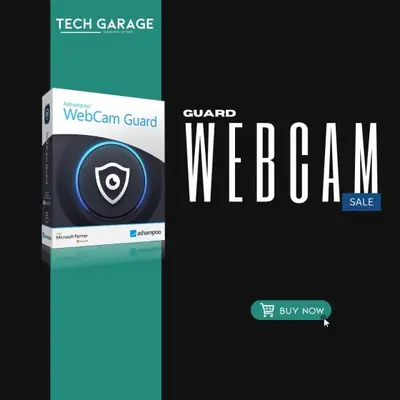 TECH GARAGE
Ashampoo®
WebCam Guard
Microsoft Partner
ashampoo
GUARD
WEBCAM
SALE
BUY NOW